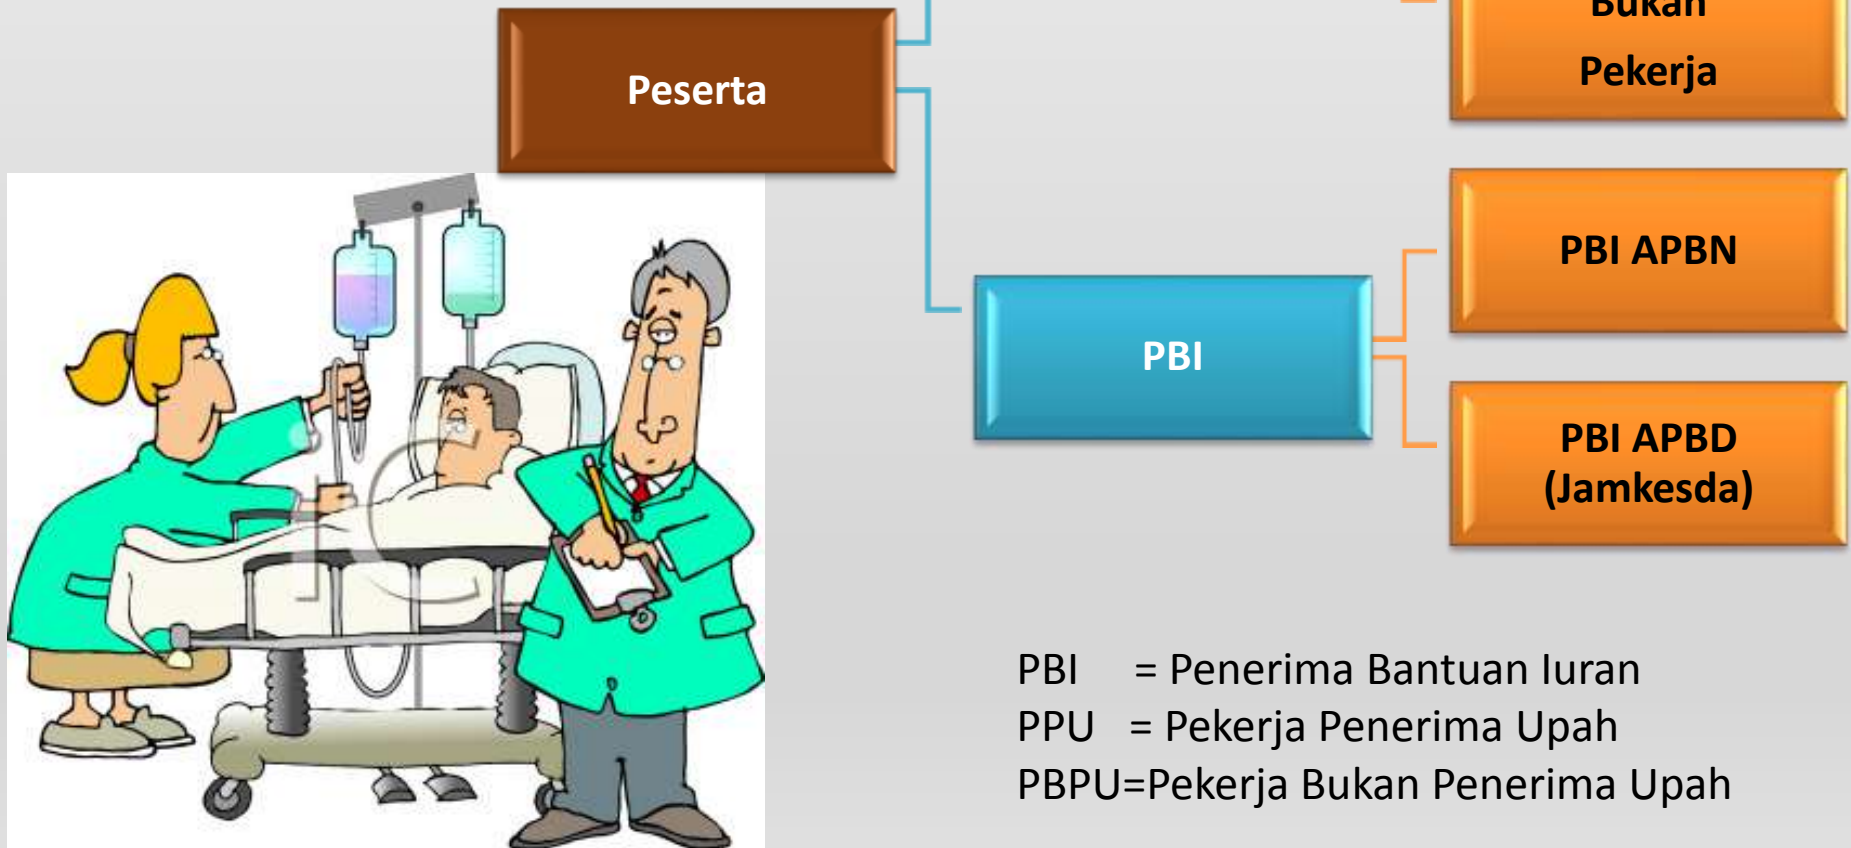 Bukan
Pekerja
Peserta
PBI APBN
PBI
PBI APBD
(Jamkesda)
PBI = Penerima Bantuan Iuran
PPU = Pekerja Penerima Upah
PBPU=Pekerja Bukan Penerima Upah